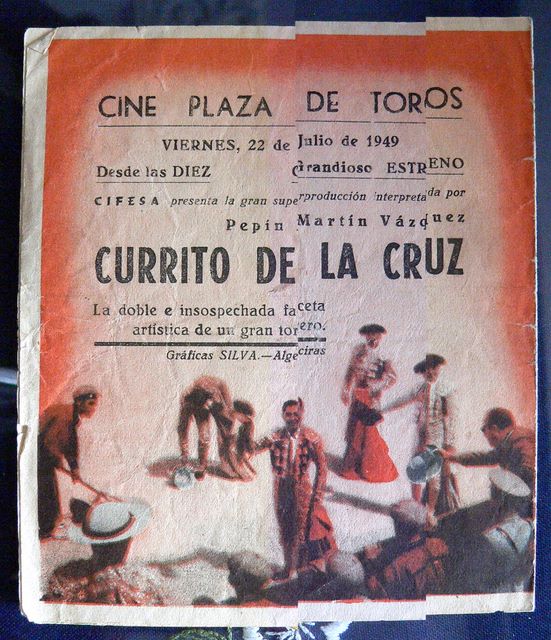 CINE PLAZA DE TOROS
VIERNES, 22 de Julio de 1949
Desde las DIEZ Grandioso ESTRENO
CIFESA presenta la gran superproducción interpretada por
Pepín Martín Vázquez
CURRITO DE LA CRUZ
La doble e insospechada faceta
artística de un gran torero.
Gráficas SILVA.—Algeciras